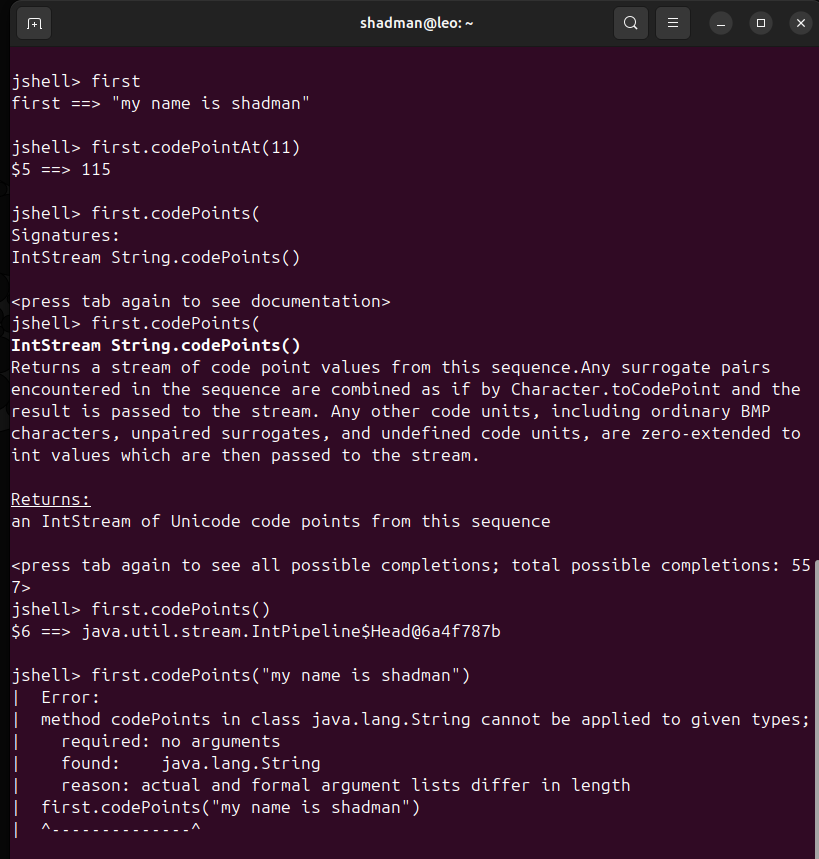 shadman@leo: ~
jshell> first
first ==> "my name is shadman"
jshell> first.codePointAt(11)
$5 ==> 115
jshell> first.codePoints(
Signatures:
IntStream String.codePoints()
<press tab again to see documentation>
jshell> first.codePoints(
IntStream String.codePoints()
Returns a stream of code point values from this sequence.Any surrogate pairs
encountered in the sequence are combined as if by Character.toCodePoint and the
result is passed to the stream. Any other code units, including ordinary BMP
characters, unpaired surrogates, and undefined code units, are zero-extended to
int values which are then passed to the stream.
Returns:
an IntStream of Unicode code points from this sequence
<press tab again to see all possible completions; total possible completions: 55
7>
jshell> first.codePoints()
$6 ==> java.util.stream.IntPipeline$Head@6a4f787b
jshell> first.codePoints("my name is shadman")
|  Error:
|  method codePoints in class java.lang.String cannot be applied to given types;
|    required: no arguments
|    found:    java.lang.String
|    reason: actual and formal argument lists differ in length
|  first.codePoints("my name is shadman")
|  ^--------------^